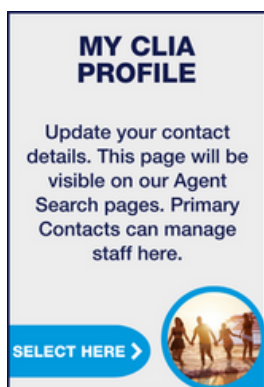 MY CLIA
PROFILE
Update your contact
details. This page will be
visible on our Agent
Search pages. Primary
Contacts can manage
staff here.
SELECT HERE